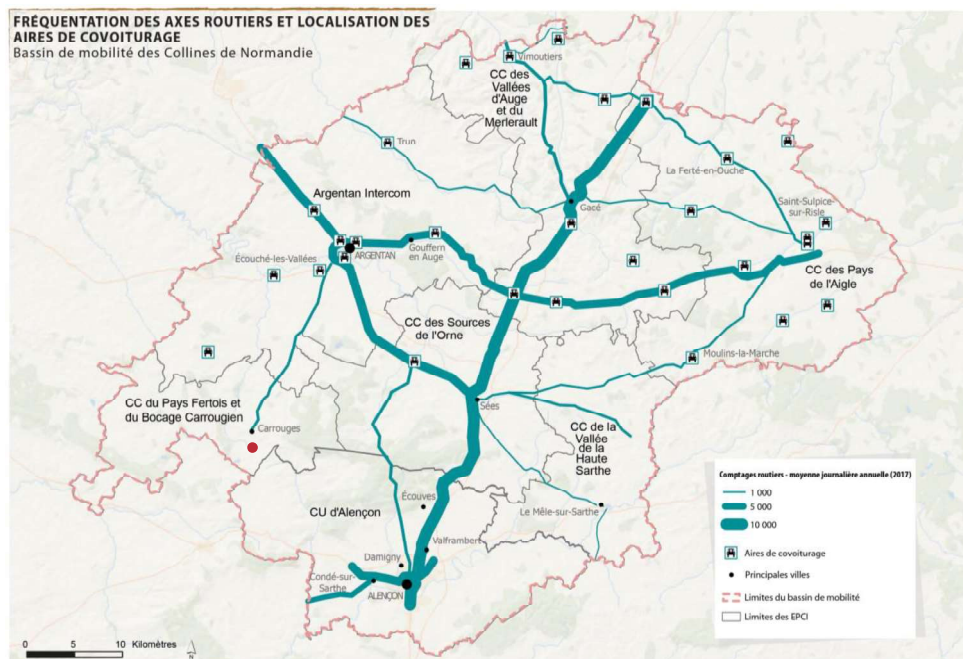 FRÉQUENTATION DES AXES ROUTIERS ET LOCALISATION DES
AIRES DE COVOITURAGE
Bassin de mobilité des Collines de Normandie
Vimoutiers
CC des
Vallées
d'Auge
et du
Merlerault
Trun
La Ferté-en-Ouche
Argentan Intercom
Gacé
Saint-Sulpice-
sur-Risle
ARGENTAN
Gouffern
en Auge
Écouché-les-Vallées
CC des Pays
de l'Aigle
CC des Sources
de l'Orne
Moulins-la-Marche
CC du Pays Fertois et
du Bocage Carrougien
Sées
Carrouges
CC de la
Vallée
de la
Haute
Sarthe
Écouves
Le Mêle-sur-Sarthe
CU d'Alençon
Valframbert
Damigny
Condé-sur-
Sarthe
ALENÇON
Comptages routiers - moyenne journalière annuelle (2017)
1 000
5 000
10 000
Aires de covoiturage
Principales villes
Limites du bassin de mobilité
Limites des EPCI
0 5 10 Kilomètres
N